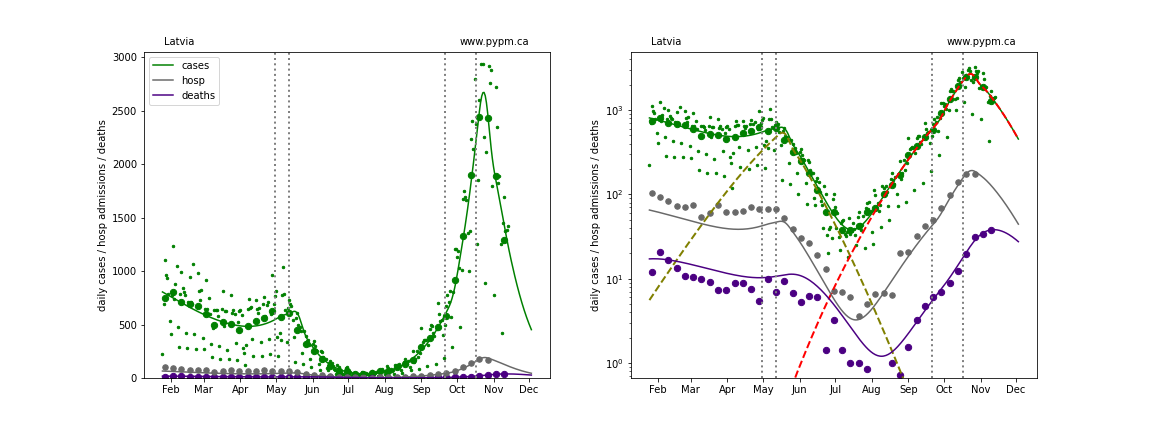 Latvia www.pypm.ca
3000
2500
2000
1500
1000
500
0
daily cases / hosp admissions / deaths
cases
hosp
deaths
Feb Mar Apr May Jun Jul Aug Sep Oct Nov Dec
Latvia www.pypm.ca
10³
10²
10¹
10⁰
daily cases / hosp admissions / deaths
Feb Mar Apr May Jun Jul Aug Sep Oct Nov Dec